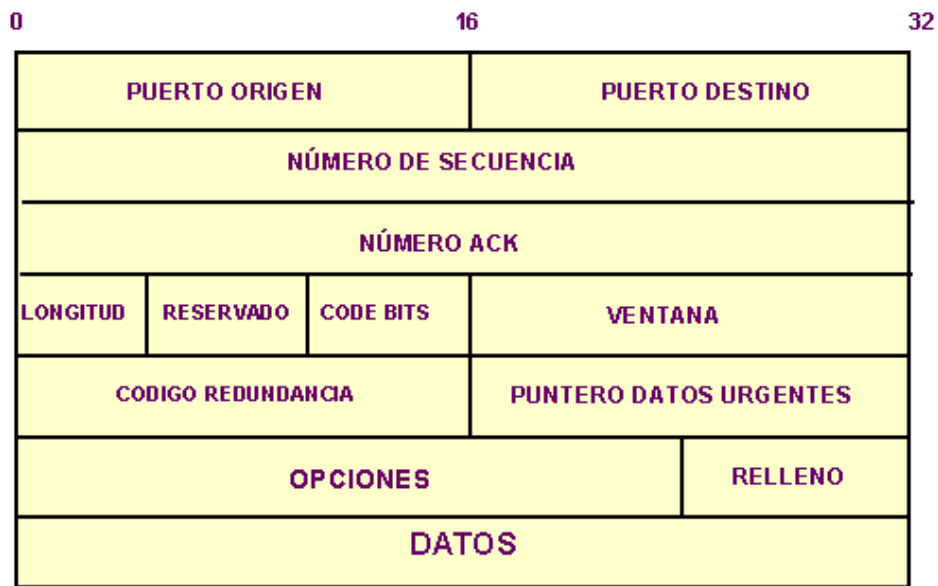 0 16 32
PUERTO ORIGEN PUERTO DESTINO
NÚMERO DE SECUENCIA
NÚMERO ACK
LONGITUD RESERVADO CODE BITS VENTANA
CODIGO REDUNDANCIA PUNTERO DATOS URGENTES
OPCIONES RELLENO
DATOS